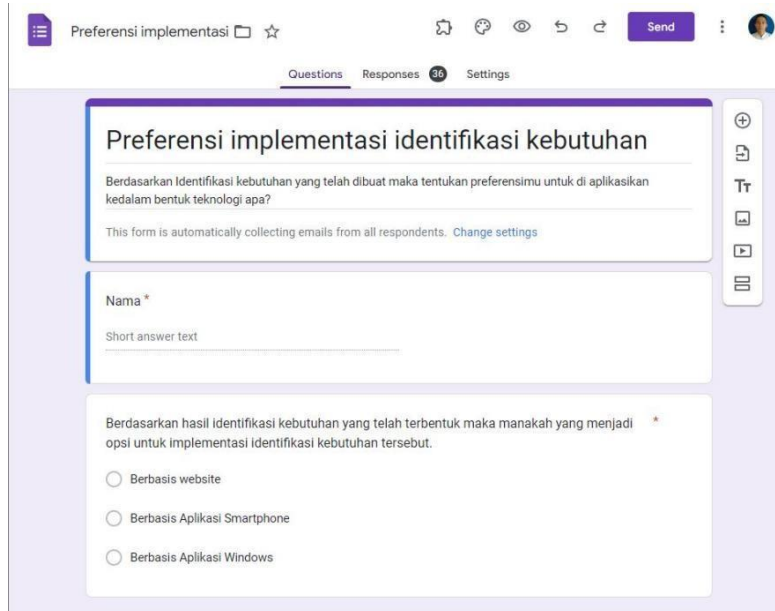 Preferensi implementasi
Send
Questions Responses 36 Settings
Preferensi implementasi identifikasi kebutuhan
Berdasarkan Identifikasi kebutuhan yang telah dibuat maka tentukan preferensimu untuk di aplikasikan
kedalam bentuk teknologi apa?
This form is automatically collecting emails from all respondents. Change settings
Tт
Nama *
Short answer text
Berdasarkan hasil identifikasi kebutuhan yang telah terbentuk maka manakah yang menjadi *
opsi untuk implementasi identifikasi kebutuhan tersebut.
Berbasis website
Berbasis Aplikasi Smartphone
Berbasis Aplikasi Windows